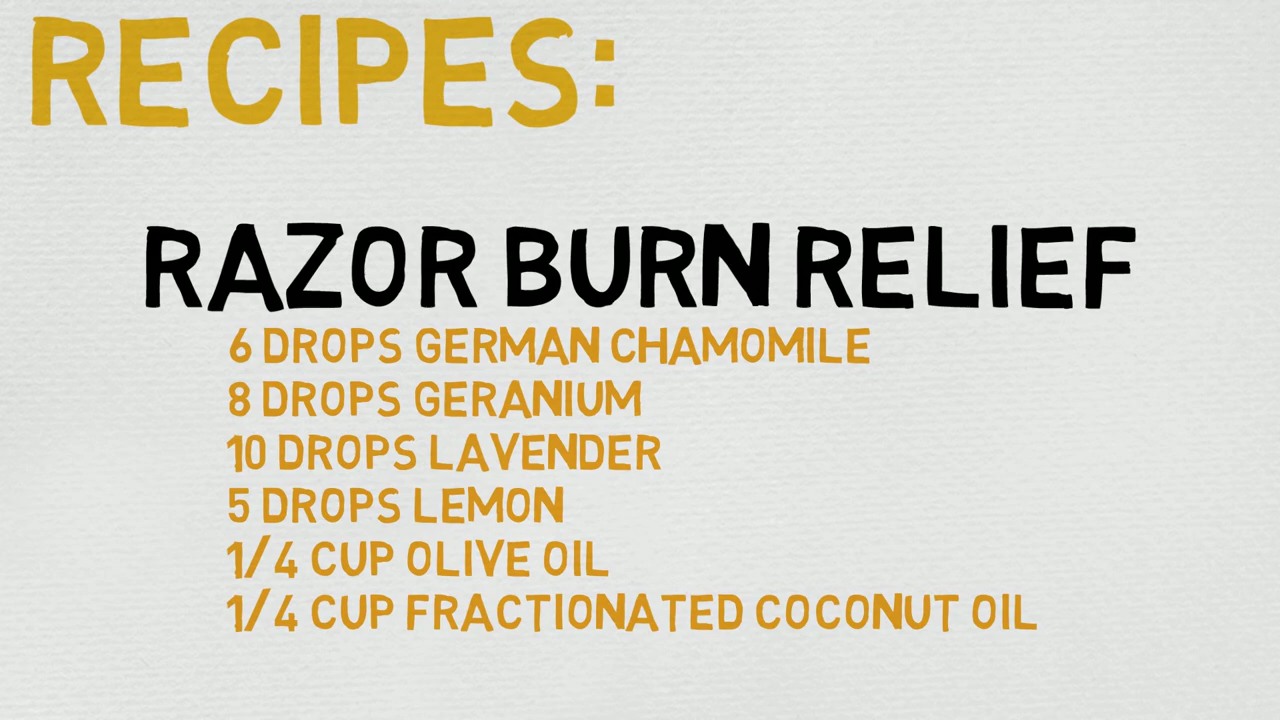 RECIPES:
RAZOR BURN RELIEF
6 DROPS GERMAN CHAMOMILE
8 DROPS GERANIUM
10 DROPS LAVENDER
5 DROPS LEMON
1/4 CUP OLIVE OIL
1/4 CUP FRACTIONATED COCONUT OIL